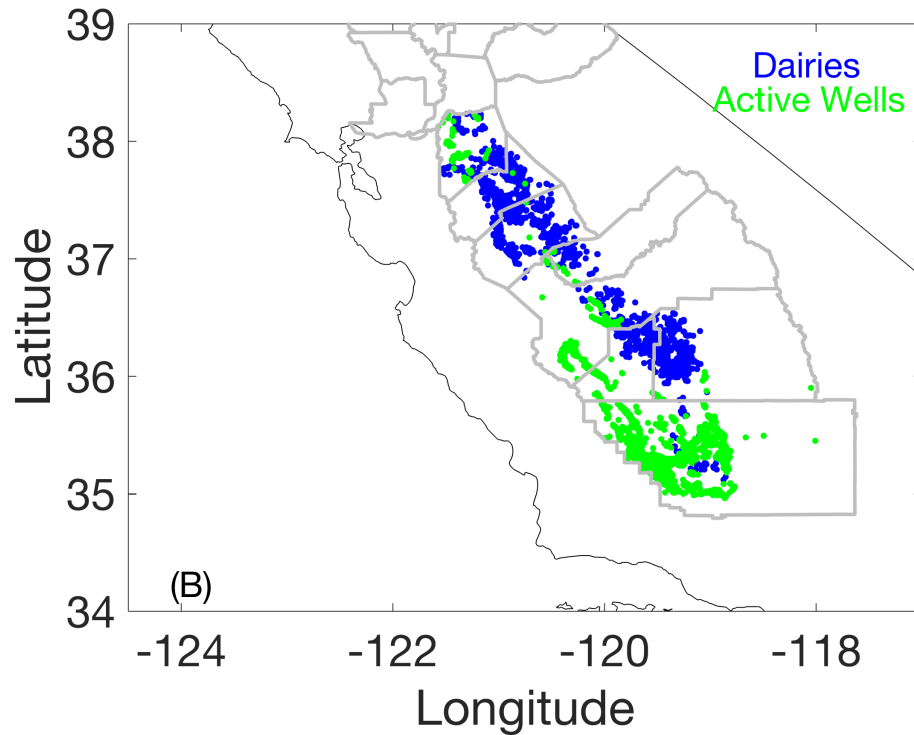 39
38
37
36
35
34
Latitude
Dairies
Active Wells
(B)
-124
-122
-120
-118
Longitude